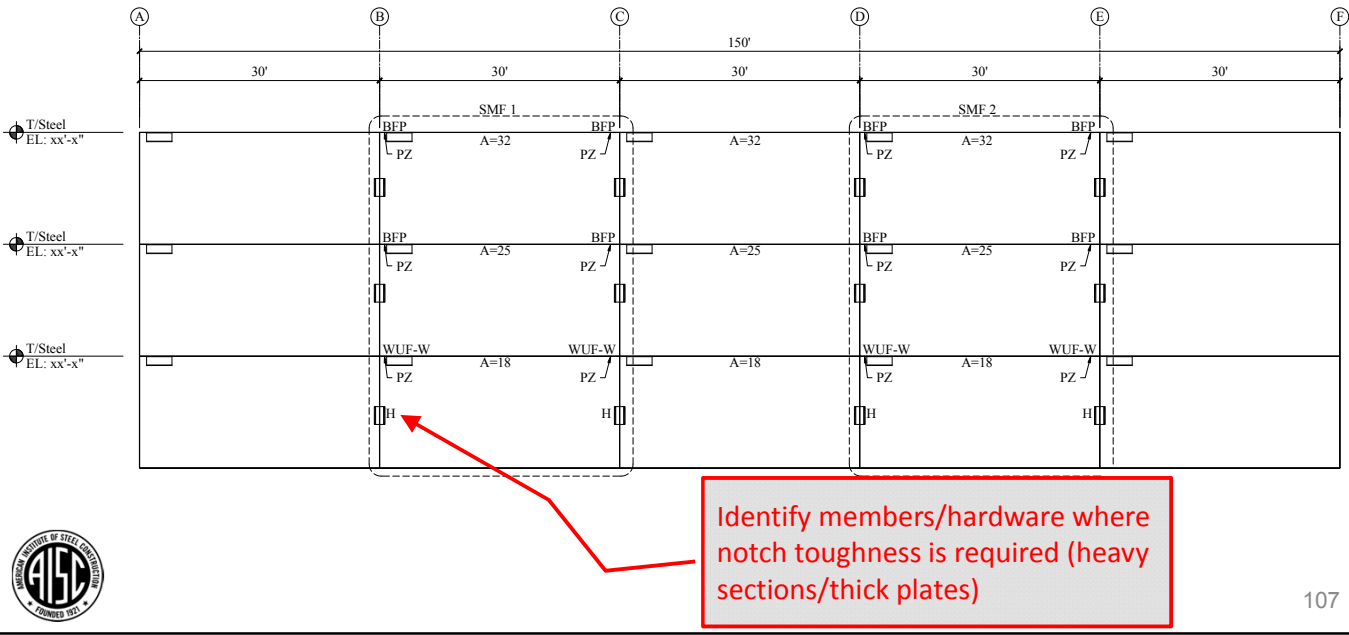 A B C D E F
150'
30' 30' 30' 30' 30'
SMF 1 SMF 2
T/Steel
EL: xx'-x"
BFP BFP BFP BFP
A=32 A=32 A=32
PZ PZ PZ PZ
T/Steel
EL: xx'-x"
BFP BFP BFP BFP
A=25 A=25 A=25
PZ PZ PZ PZ
T/Steel
EL: xx'-x"
WUF-W WUF-W WUF-W WUF-W
A=18 A=18 A=18
PZ PZ PZ PZ
H H H H
Identify members/hardware where
notch toughness is required (heavy
sections/thick plates)
AMERICAN INSTITUTE OF STEEL CONSTRUCTION
AISC
FOUNDED 1921
107